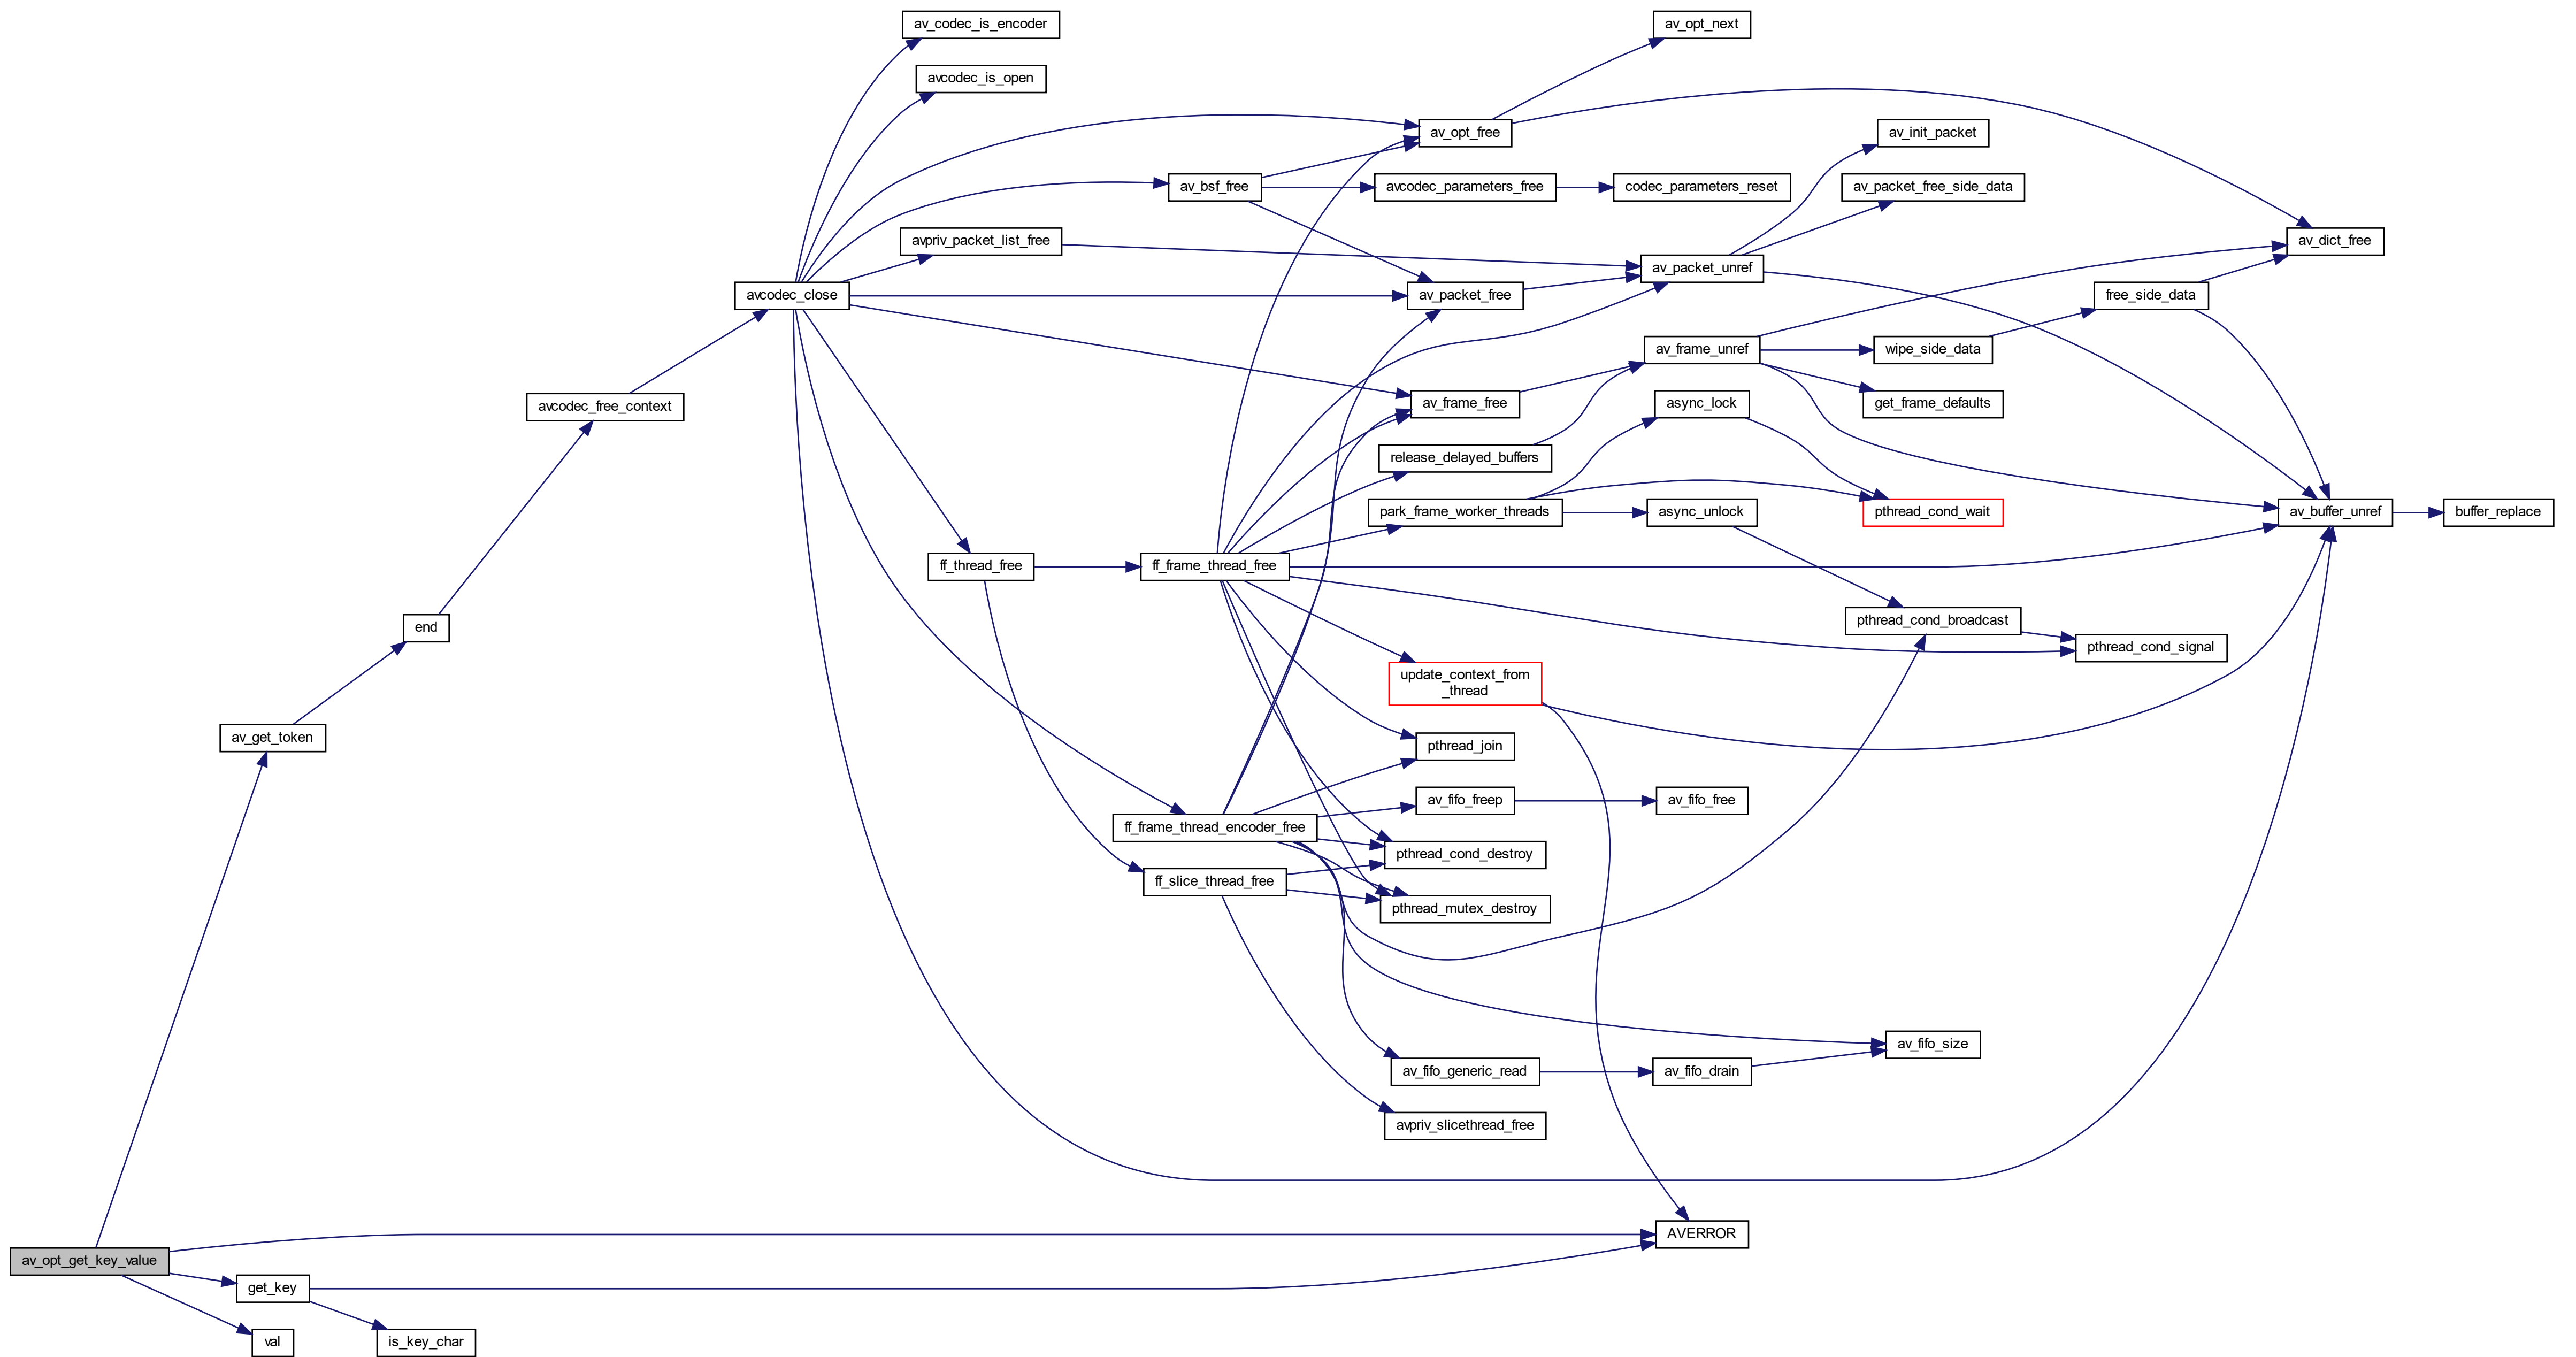 av_codec_is_encoder
av_opt_next
avcodec_is_open
av_opt_free
av_init_packet
av_bsf_free
avcodec_parameters_free
codec_parameters_reset
av_packet_free_side_data
avpriv_packet_list_free
av_dict_free
av_packet_unref
avcodec_close
av_packet_free
free_side_data
av_frame_unref
wipe_side_data
avcodec_free_context
av_frame_free
async_lock
get_frame_defaults
release_delayed_buffers
park_frame_worker_threads
async_unlock
pthread_cond_wait
av_buffer_unref
buffer_replace
ff_thread_free
ff_frame_thread_free
end
pthread_cond_broadcast
pthread_cond_signal
update_context_from
_thread
av_get_token
pthread_join
av_fifo_freep
av_fifo_free
ff_frame_thread_encoder_free
pthread_cond_destroy
ff_slice_thread_free
pthread_mutex_destroy
av_fifo_size
av_fifo_generic_read
av_fifo_drain
avpriv_slicethread_free
AVERROR
av_opt_get_key_value
get_key
val
is_key_char